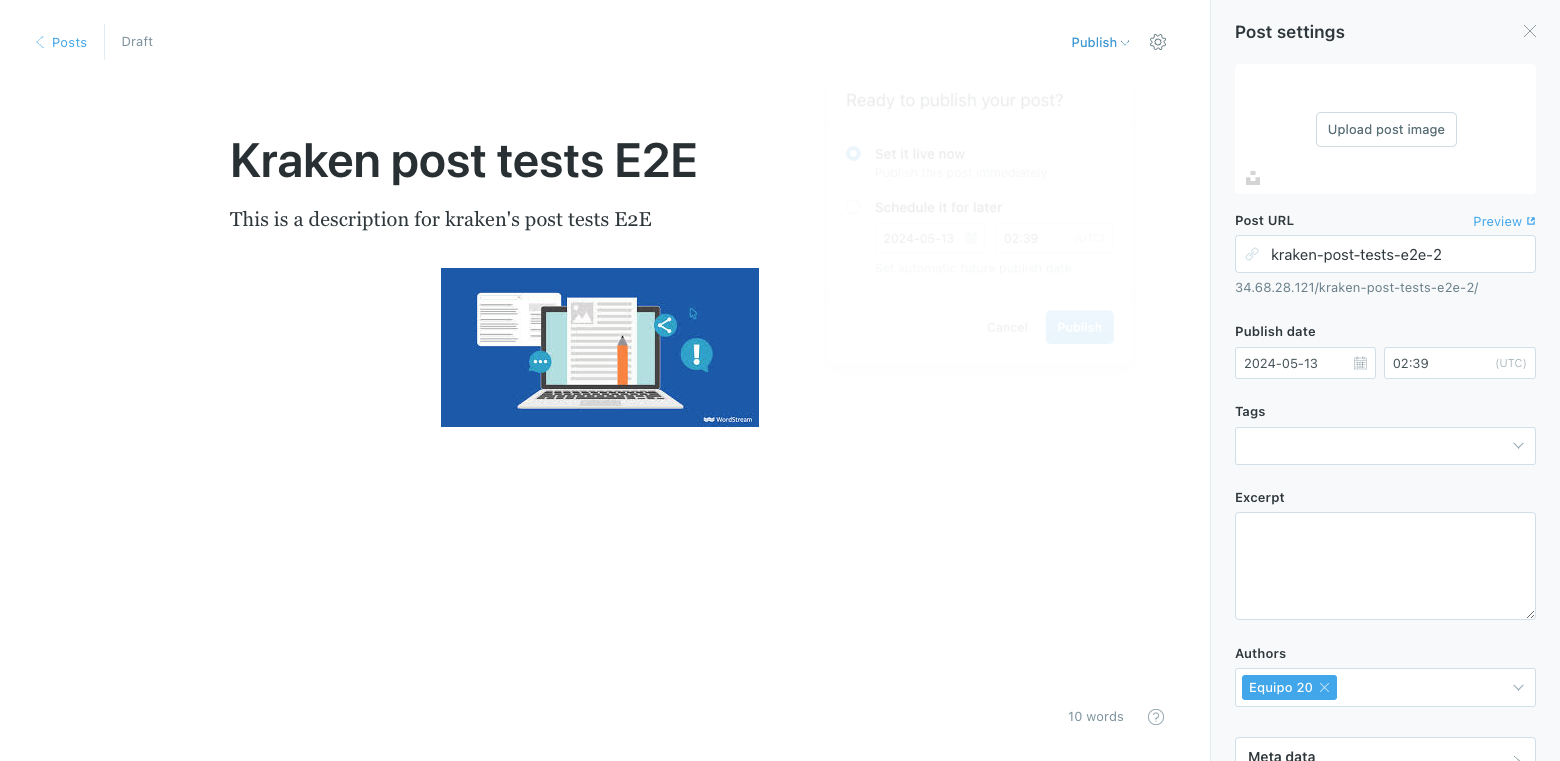 Posts
Draft
Publish
Ready to publish your post?
Set it live now
Publish this post immediately
Schedule it for later
2024-05-13
02:39
(UTC)
Set automatic future publish date
Cancel
Publish
Kraken post tests E2E
This is a description for kraken's post tests E2E
WordStream
10 words
Post settings
Upload post image
Post URL
Preview
kraken-post-tests-e2e-2
34.68.28.121/kraken-post-tests-e2e-2/
Publish date
2024-05-13
02:39
(UTC)
Tags
Excerpt
Authors
Equipo 20
Meta data